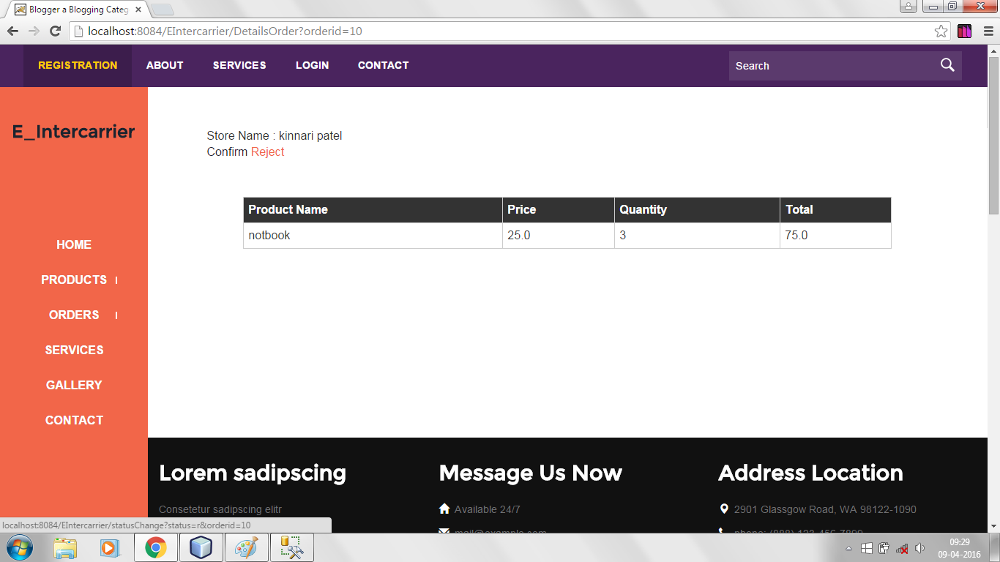 Blogger a Blogging Categ
localhost:8084/EIntercarrier/DetailsOrder?orderid=10
REGISTRATION ABOUT SERVICES LOGIN CONTACT Search
E_Intercarrier
HOME
PRODUCTS
ORDERS
SERVICES
GALLERY
CONTACT
Store Name : kinnari patel
Confirm Reject
Product Name Price Quantity Total
notbook 25.0 3 75.0
Lorem sadipscing
Consetetur sadipscing elitr
Message Us Now
Available 24/7
mail@example.com
Address Location
2901 Glassgow Road, WA 98122-1090
phone: (888) 123-456-7899
localhost:8084/EIntercarrier/statusChange?status=r&orderid=10
09:29
09-04-2016